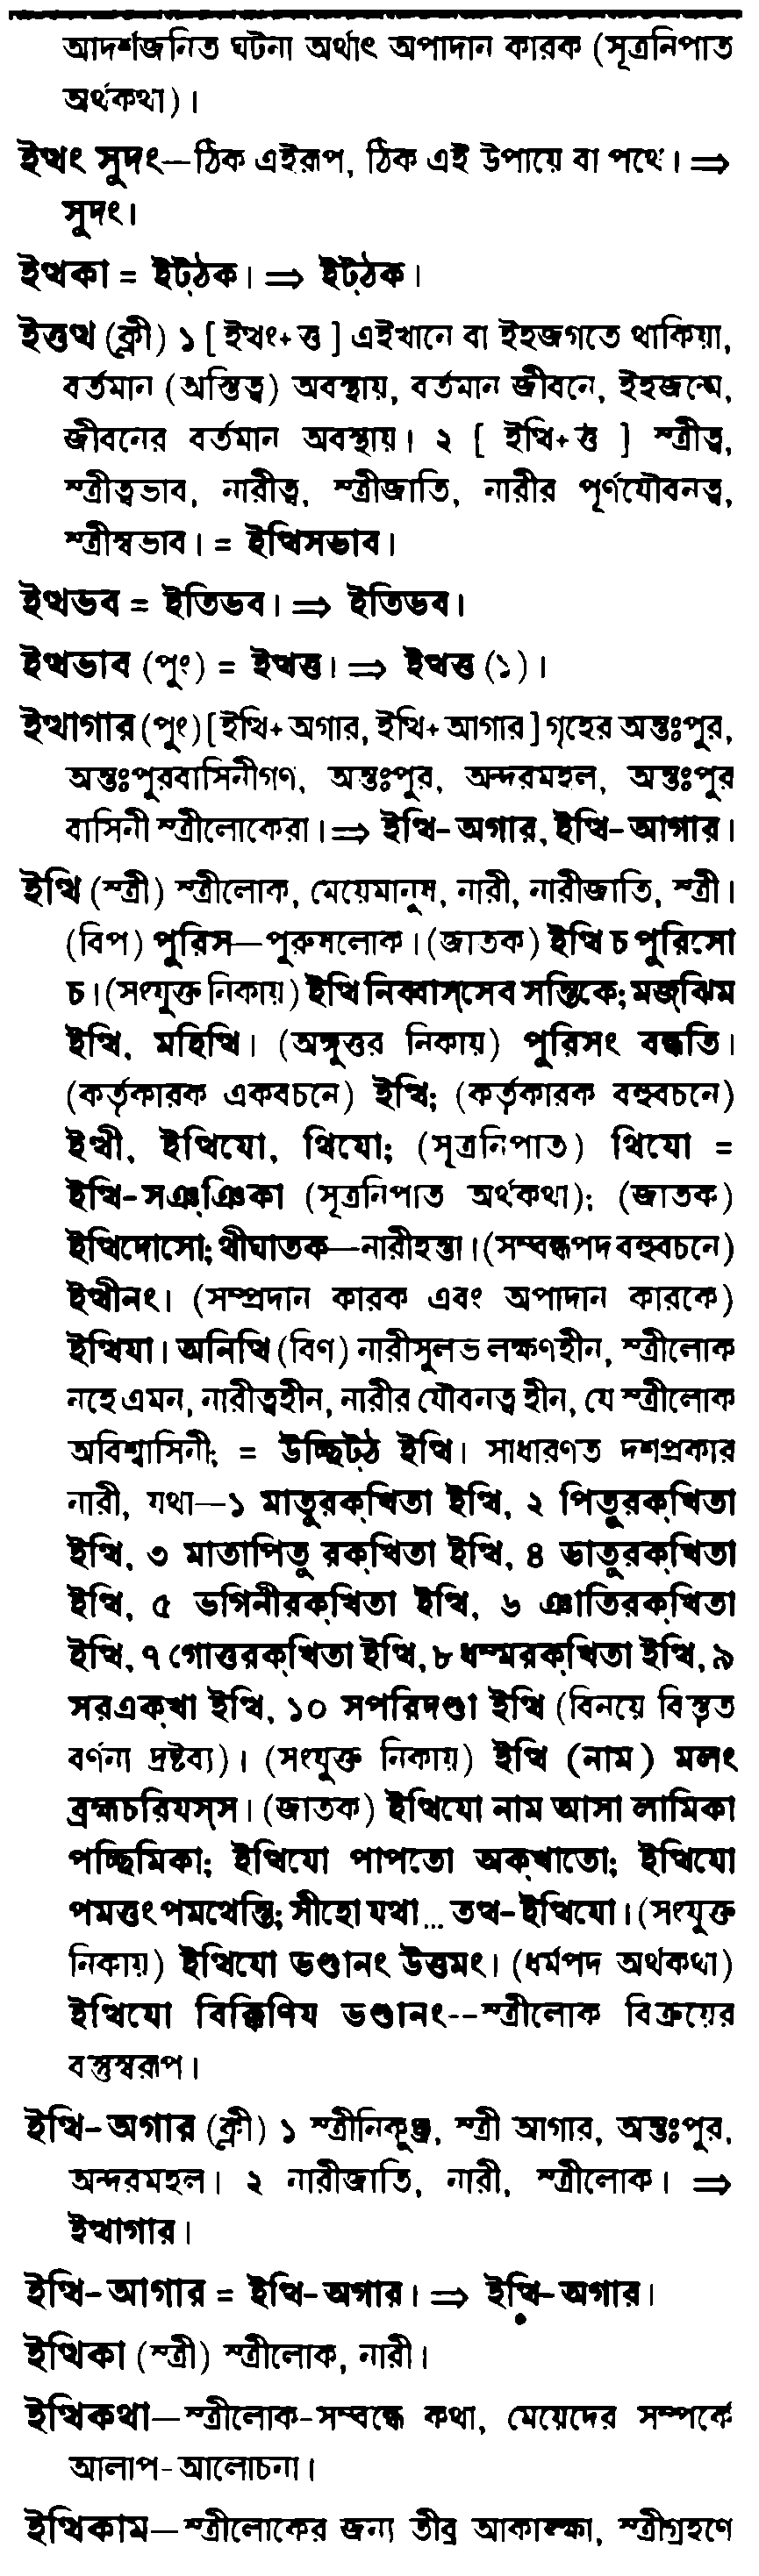 আদর্শজনিত ঘটনা অর্থাৎ অপাদান কারক (সূত্রনিপাত
অর্থকথা)।
ইত্থং সুদং—ঠিক এইরূপ, ঠিক এই উপায়ে বা পথে। ⇒
সুদং।
ইত্থকা = ইট্ঠক। ⇒ ইট্ঠক।
ইত্তত্থ (ক্লী) ১ [ ইত্থং+ত্ত ] এইখানে বা ইহজগতে থাকিয়া,
বর্তমান (অস্তিত্ব) অবস্থায়, বর্তমান জীবনে, ইহজন্মে,
জীবনের বর্তমান অবস্থায়। ২ [ ইত্থি+ত্ত ] স্ত্রীত্ব,
স্ত্রীত্বভাব, নারীত্ব, স্ত্রীজাতি, নারীর পূর্ণযৌবনত্ব,
স্ত্রীস্বভাব। = ইত্থিসভাব।
ইত্থভব = ইতিভব। ⇒ ইতিভব।
ইত্থভাব (পুং) = ইত্থত্ত। ⇒ ইত্থত্ত (১)।
ইত্থাগার (পুং) [ইত্থি+অগার, ইত্থি+আগার] গৃহের অন্তঃপুর,
অন্তঃপুরবাসিনীগণ, অন্তঃপুর, অন্দরমহল, অন্তঃপুর
বাসিনী স্ত্রীলোকেরা। ⇒ ইত্থি-অগার, ইত্থি-আগার।
ইত্থি (স্ত্রী) স্ত্রীলোক, মেয়েমানুষ, নারী, নারীজাতি, স্ত্রী।
(বিপ) পুরিস—পুরুষলোক। (জাতক) ইত্থি চ পুরিসো
চ। (সংযুক্ত নিকায়) ইত্থি নিব্বাস্সেব সন্তিকে; মজ্ঝিম
ইত্থি, মহিত্থি। (অঙ্গুত্তর নিকায়) পুরিসং বন্ধতি।
(কর্তৃকারক একবচনে) ইত্থি; (কর্তৃকারক বহুবচনে)
ইত্থী, ইত্থিযো, থিযো; (সূত্রনিপাত) থিযো =
ইত্থি-সঞ্ঞিকা (সূত্রনিপাত অর্থকথা); (জাতক)
ইত্থিদোসো; থীঘাতক—নারীহন্তা। (সম্বন্ধপদ বহুবচনে)
ইত্থীনং। (সম্প্রদান কারক এবং অপাদান কারকে)
ইত্থিযা। অনিত্থি (বিণ) নারীসুলভ লক্ষণহীন, স্ত্রীলোক
নহে এমন, নারীত্বহীন, নারীর যৌবনত্ব হীন, যে স্ত্রীলোক
অবিশ্বাসিনী; = উচ্ছিট্ঠ ইত্থি। সাধারণত দশপ্রকার
নারী, যথা—১ মাতুরক্খিতা ইত্থি, ২ পিতুরক্খিতা
ইত্থি, ৩ মাতাপিতু রক্খিতা ইত্থি, ৪ ভাতুরক্খিতা
ইত্থি, ৫ ভগিনীরক্খিতা ইত্থি, ৬ ঞাতিরক্খিতা
ইত্থি, ৭ গোত্তরক্খিতা ইত্থি, ৮ ধম্মরক্খিতা ইত্থি, ৯
সরএক্খা ইত্থি, ১০ সপরিদণ্ডা ইত্থি (বিনয়ে বিস্তৃত
বর্ণনা দ্রষ্টব্য)। (সংযুক্ত নিকায়) ইত্থি (নাম) মলং
ব্রহ্মচরিযস্স। (জাতক) ইত্থিযো নাম আসা লামিকা
পচ্ছিমিকা; ইত্থিযো পাপতো অক্খাতো; ইত্থিযো
পমত্তং পমথেন্তি; সীহো যথা... তত্থ-ইত্থিযো। (সংযুক্ত
নিকায়) ইত্থিযো ভণ্ডানং উত্তমং। (ধর্মপদ অর্থকথা)
ইত্থিযো বিক্কিণিয ভণ্ডানং--স্ত্রীলোক বিক্রয়ের
বস্তুস্বরূপ।
ইত্থি-অগার (ক্লী) ১ স্ত্রীনিকুঞ্জ, স্ত্রী আগার, অন্তঃপুর,
অন্দরমহল। ২ নারীজাতি, নারী, স্ত্রীলোক। ⇒
ইত্থাগার।
ইত্থি-আগার = ইত্থি-অগার। ⇒ ইত্থি-অগার।
ইত্থিকা (স্ত্রী) স্ত্রীলোক, নারী।
ইত্থিকথা—স্ত্রীলোক-সম্বন্ধে কথা, মেয়েদের সম্পর্কে
আলাপ-আলোচনা।
ইত্থিকাম—স্ত্রীলোকের জন্য তীব্র আকাঙ্ক্ষা, স্ত্রীগ্রহণে